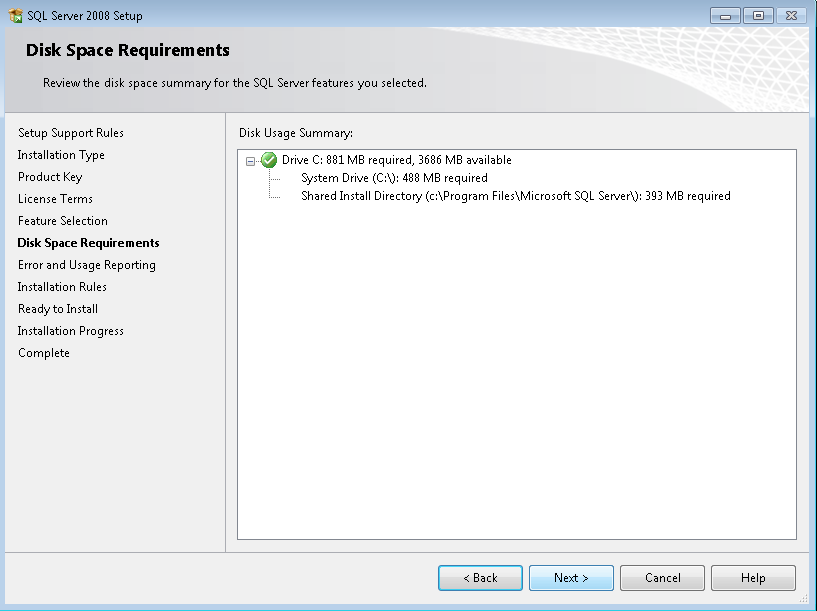 SQL Server 2008 Setup
Disk Space Requirements
Review the disk space summary for the SQL Server features you selected.
Setup Support Rules
Installation Type
Product Key
License Terms
Feature Selection
Disk Space Requirements
Error and Usage Reporting
Installation Rules
Ready to Install
Installation Progress
Complete
Disk Usage Summary:
Drive C: 881 MB required, 3686 MB available
System Drive (C:\): 488 MB required
Shared Install Directory (c:\Program Files\Microsoft SQL Server\): 393 MB required
< Back
Next >
Cancel
Help